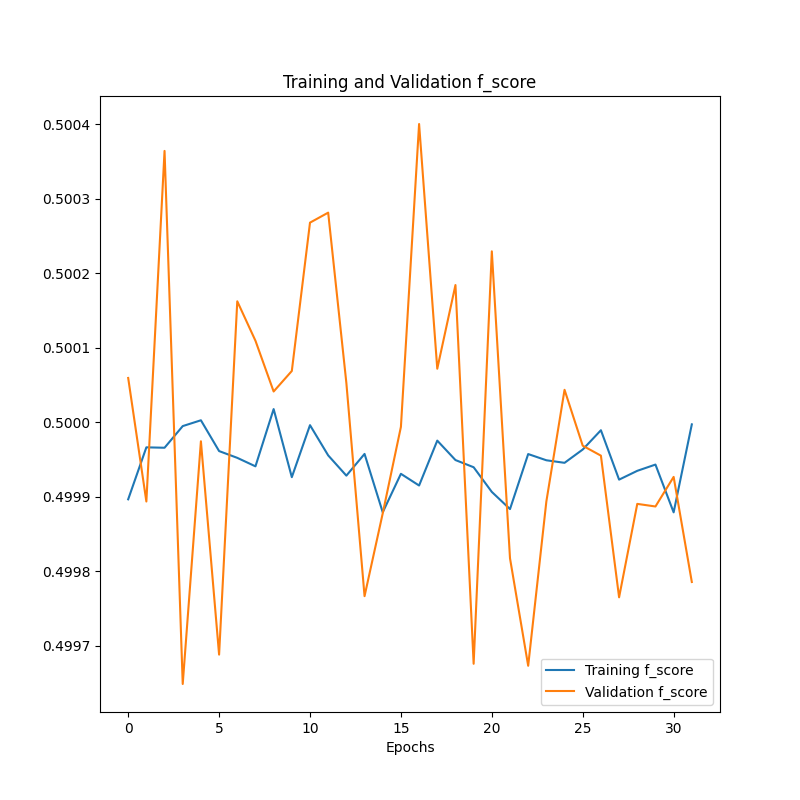 Training and Validation f_score
0.5004
0.5003
0.5002
0.5001
0.5000
0.4999
0.4998
0.4997
Training f_score
Validation f_score
0 5 10 15 20 25 30
Epochs